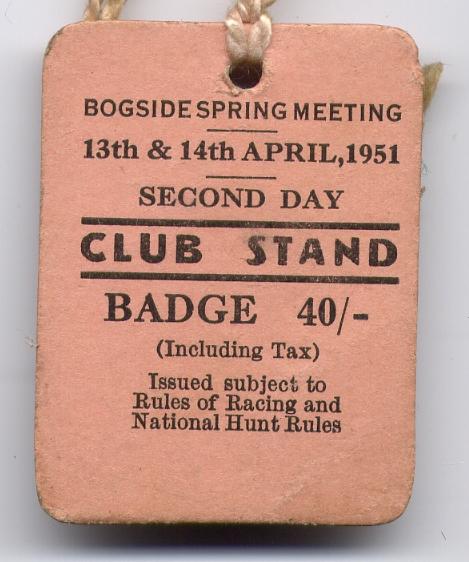 BOGSIDE SPRING MEETING
13th & 14th APRIL, 1951
SECOND DAY
CLUB STAND
BADGE 40/-
(Including Tax)
Issued subject to
Rules of Racing and
National Hunt Rules